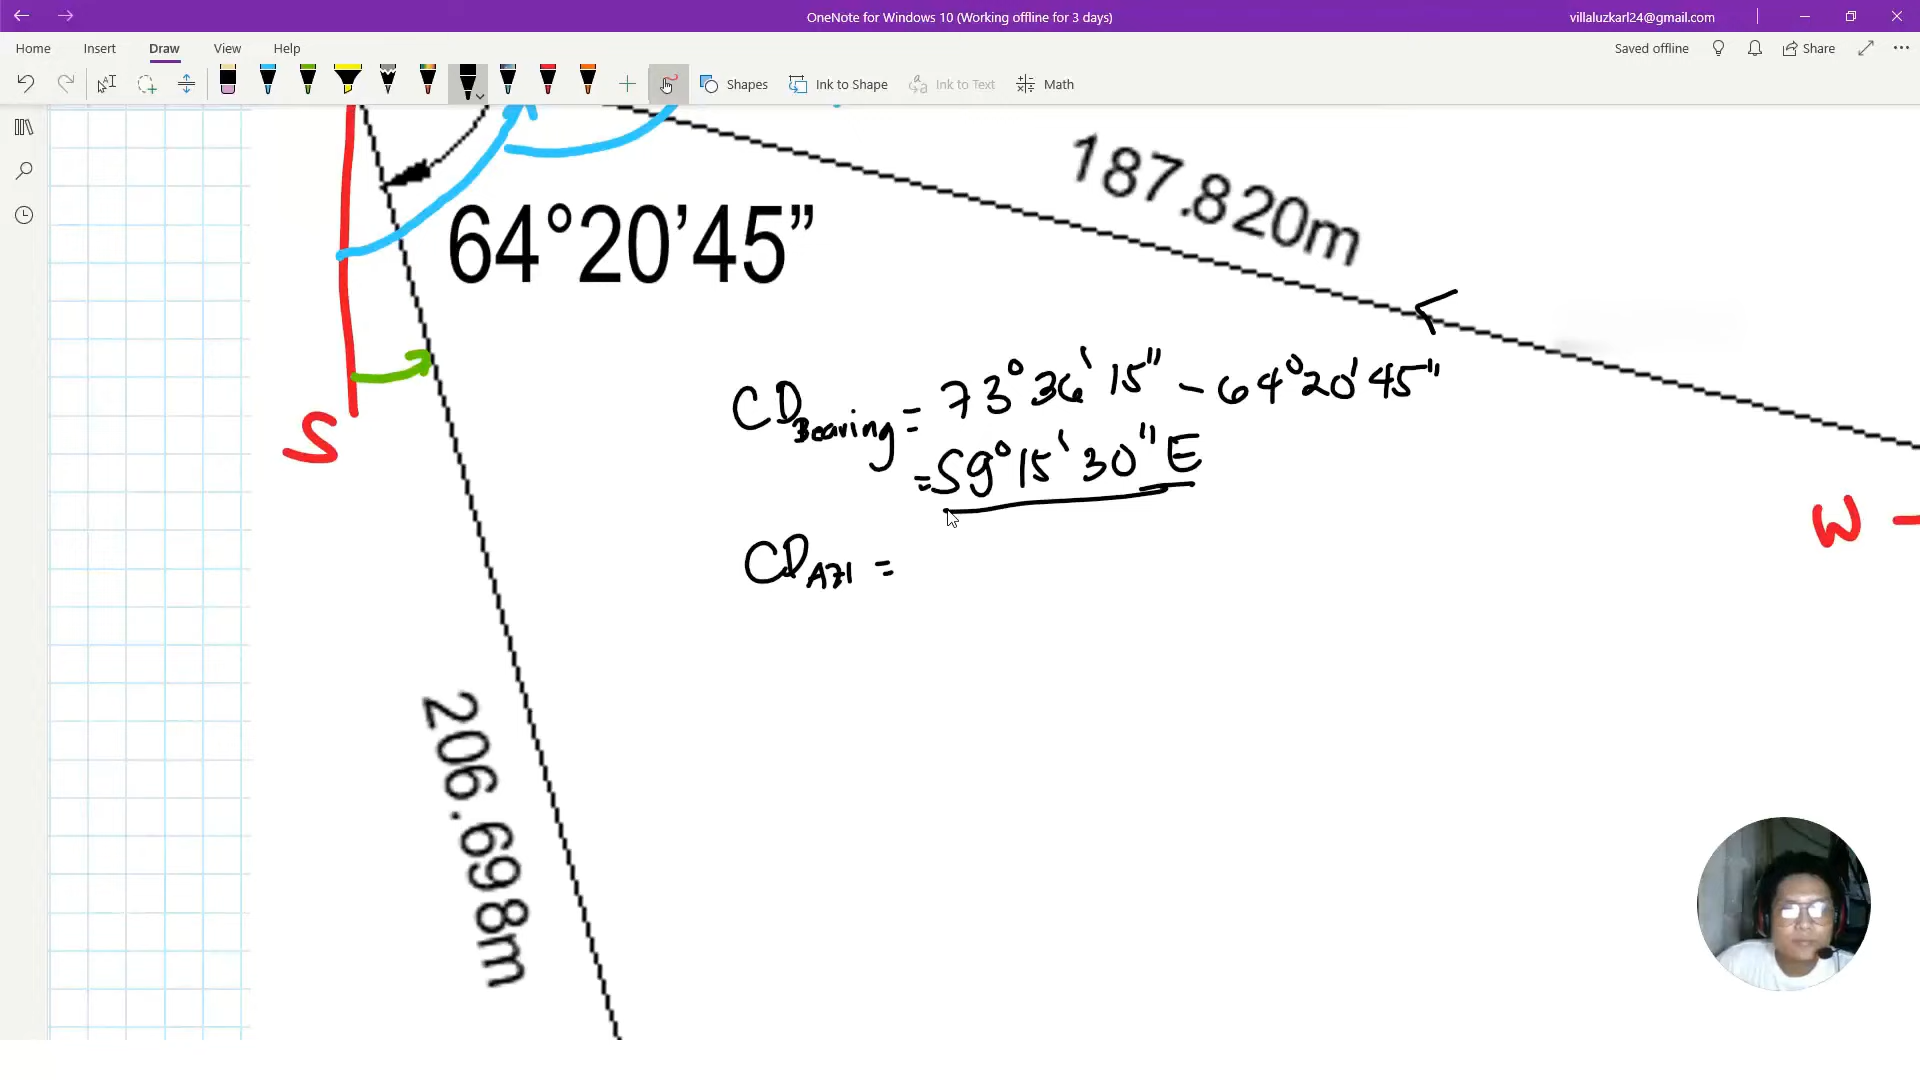 OneNote for Windows 10 (Working offline for 3 days)
villaluzkarl24@gmail.com
Home Insert Draw View Help
Saved offline Share
Shapes Ink to Shape Ink to Text Math
187.820m
64°20’45”
CD Bearing = 73° 36' 15" - 64° 20' 45"
= S9° 15' 30" E
S
W
CD AZI =
206.698m